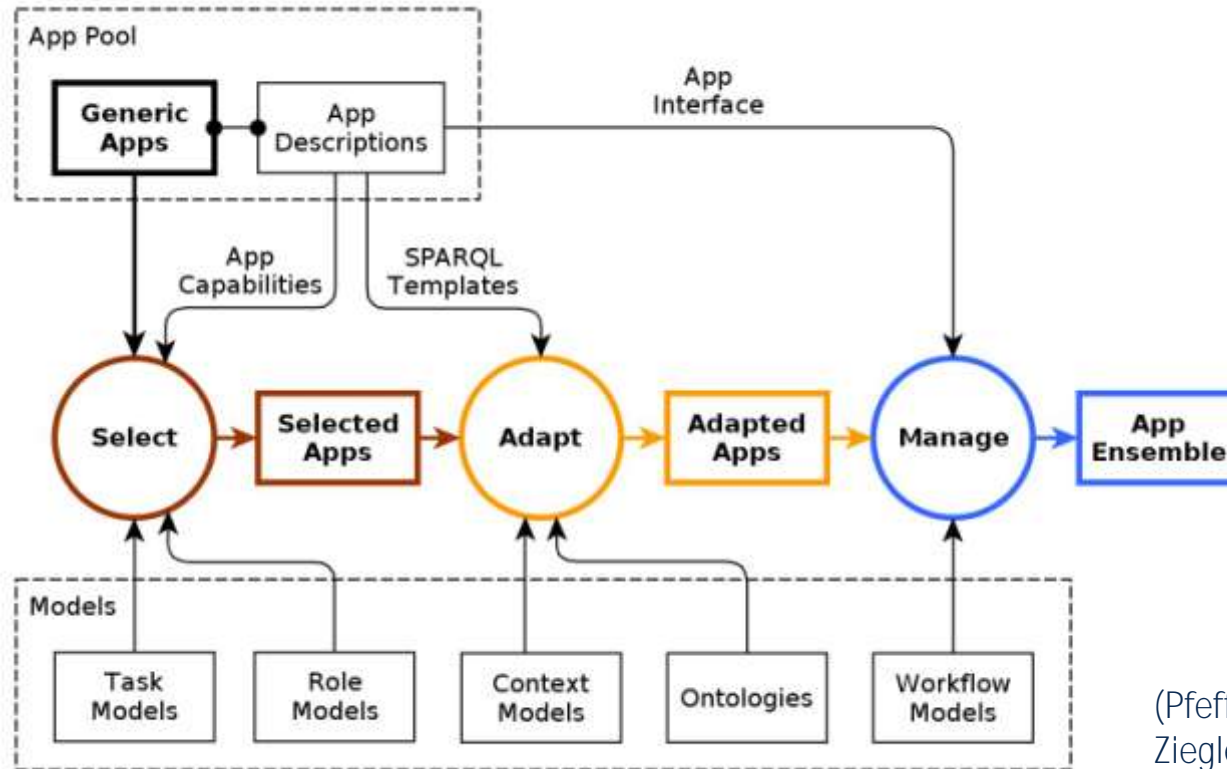 App Pool
Generic
Apps
App
Descriptions
App
Interface
App
Capabilities
SPARQL
Templates
Select
Selected
Apps
Adapt
Adapted
Apps
Manage
App
Ensemble
Models
Task
Models
Role
Models
Context
Models
Ontologies
Workflow
Models